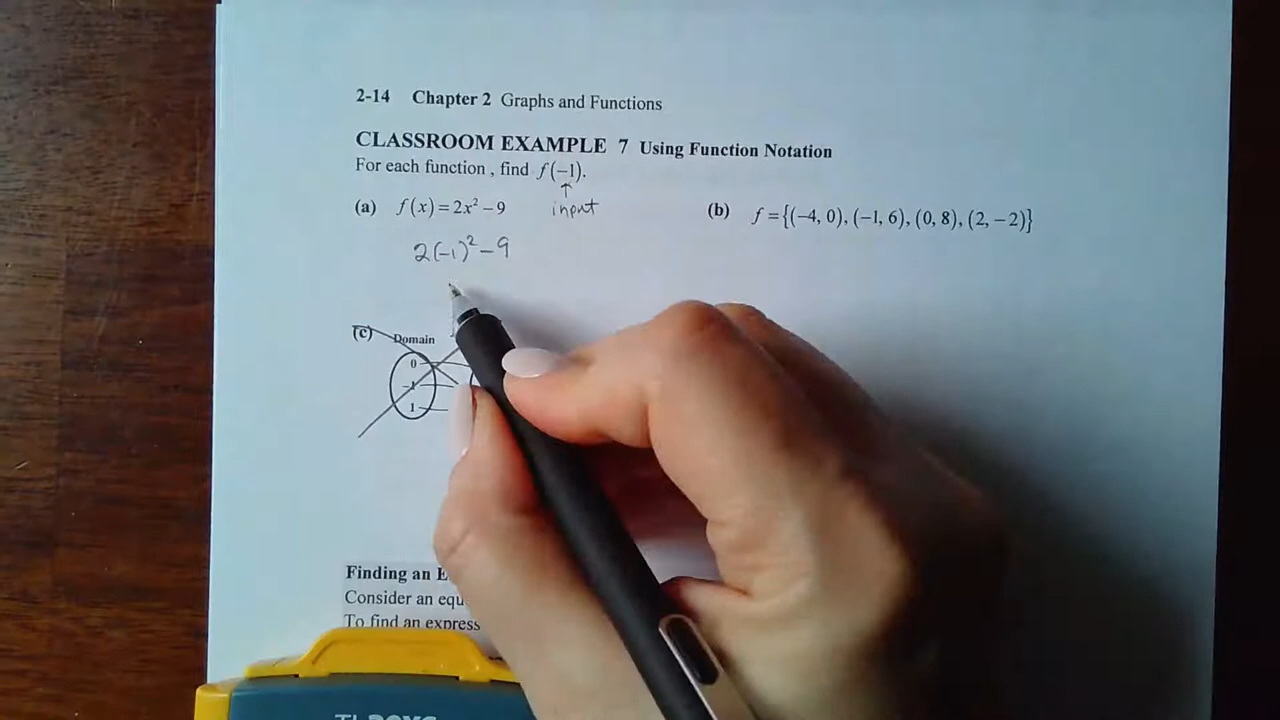 2-14 Chapter 2 Graphs and Functions
CLASSROOM EXAMPLE 7 Using Function Notation
For each function , find f(−1).
↑
(a) f(x)=2x²−9 input
(b) f={(−4, 0), (−1, 6), (0, 8), (2, −2)}
2(-1)²-9
(c) Domain
0
-1
1
Finding an
Consider an
To find an